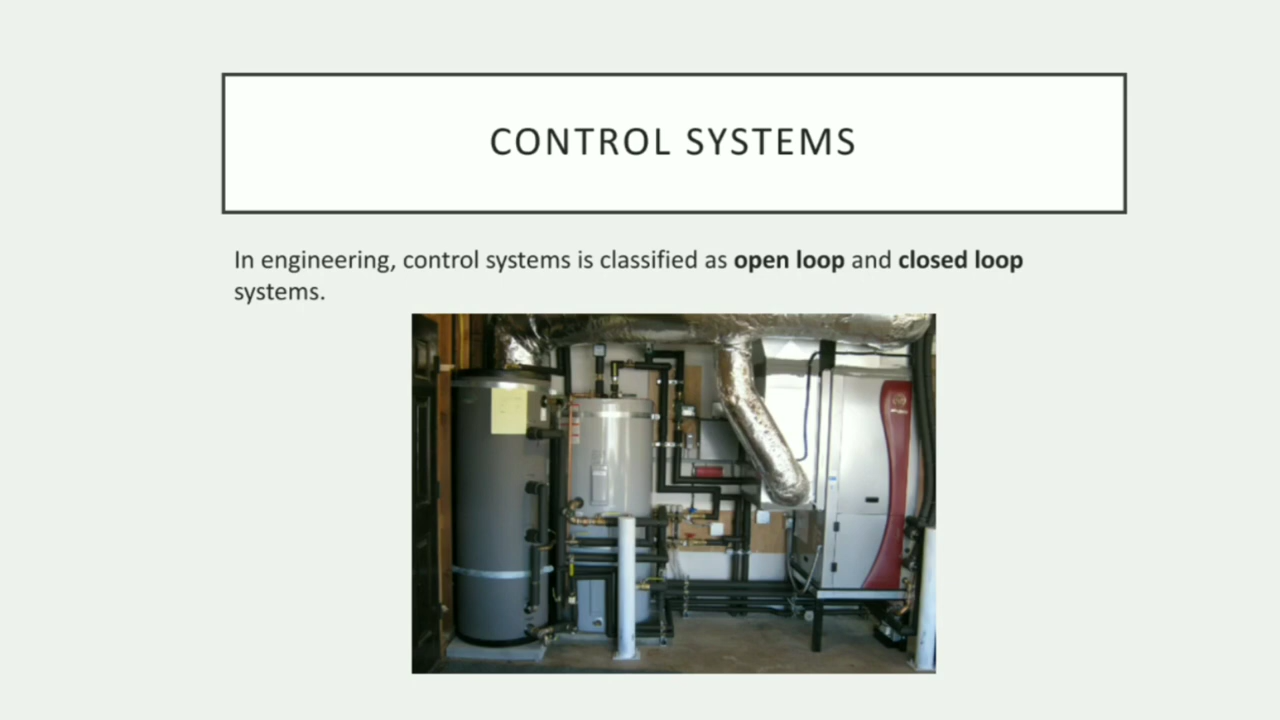 CONTROL SYSTEMS
In engineering, control systems is classified as open loop and closed loop
systems.